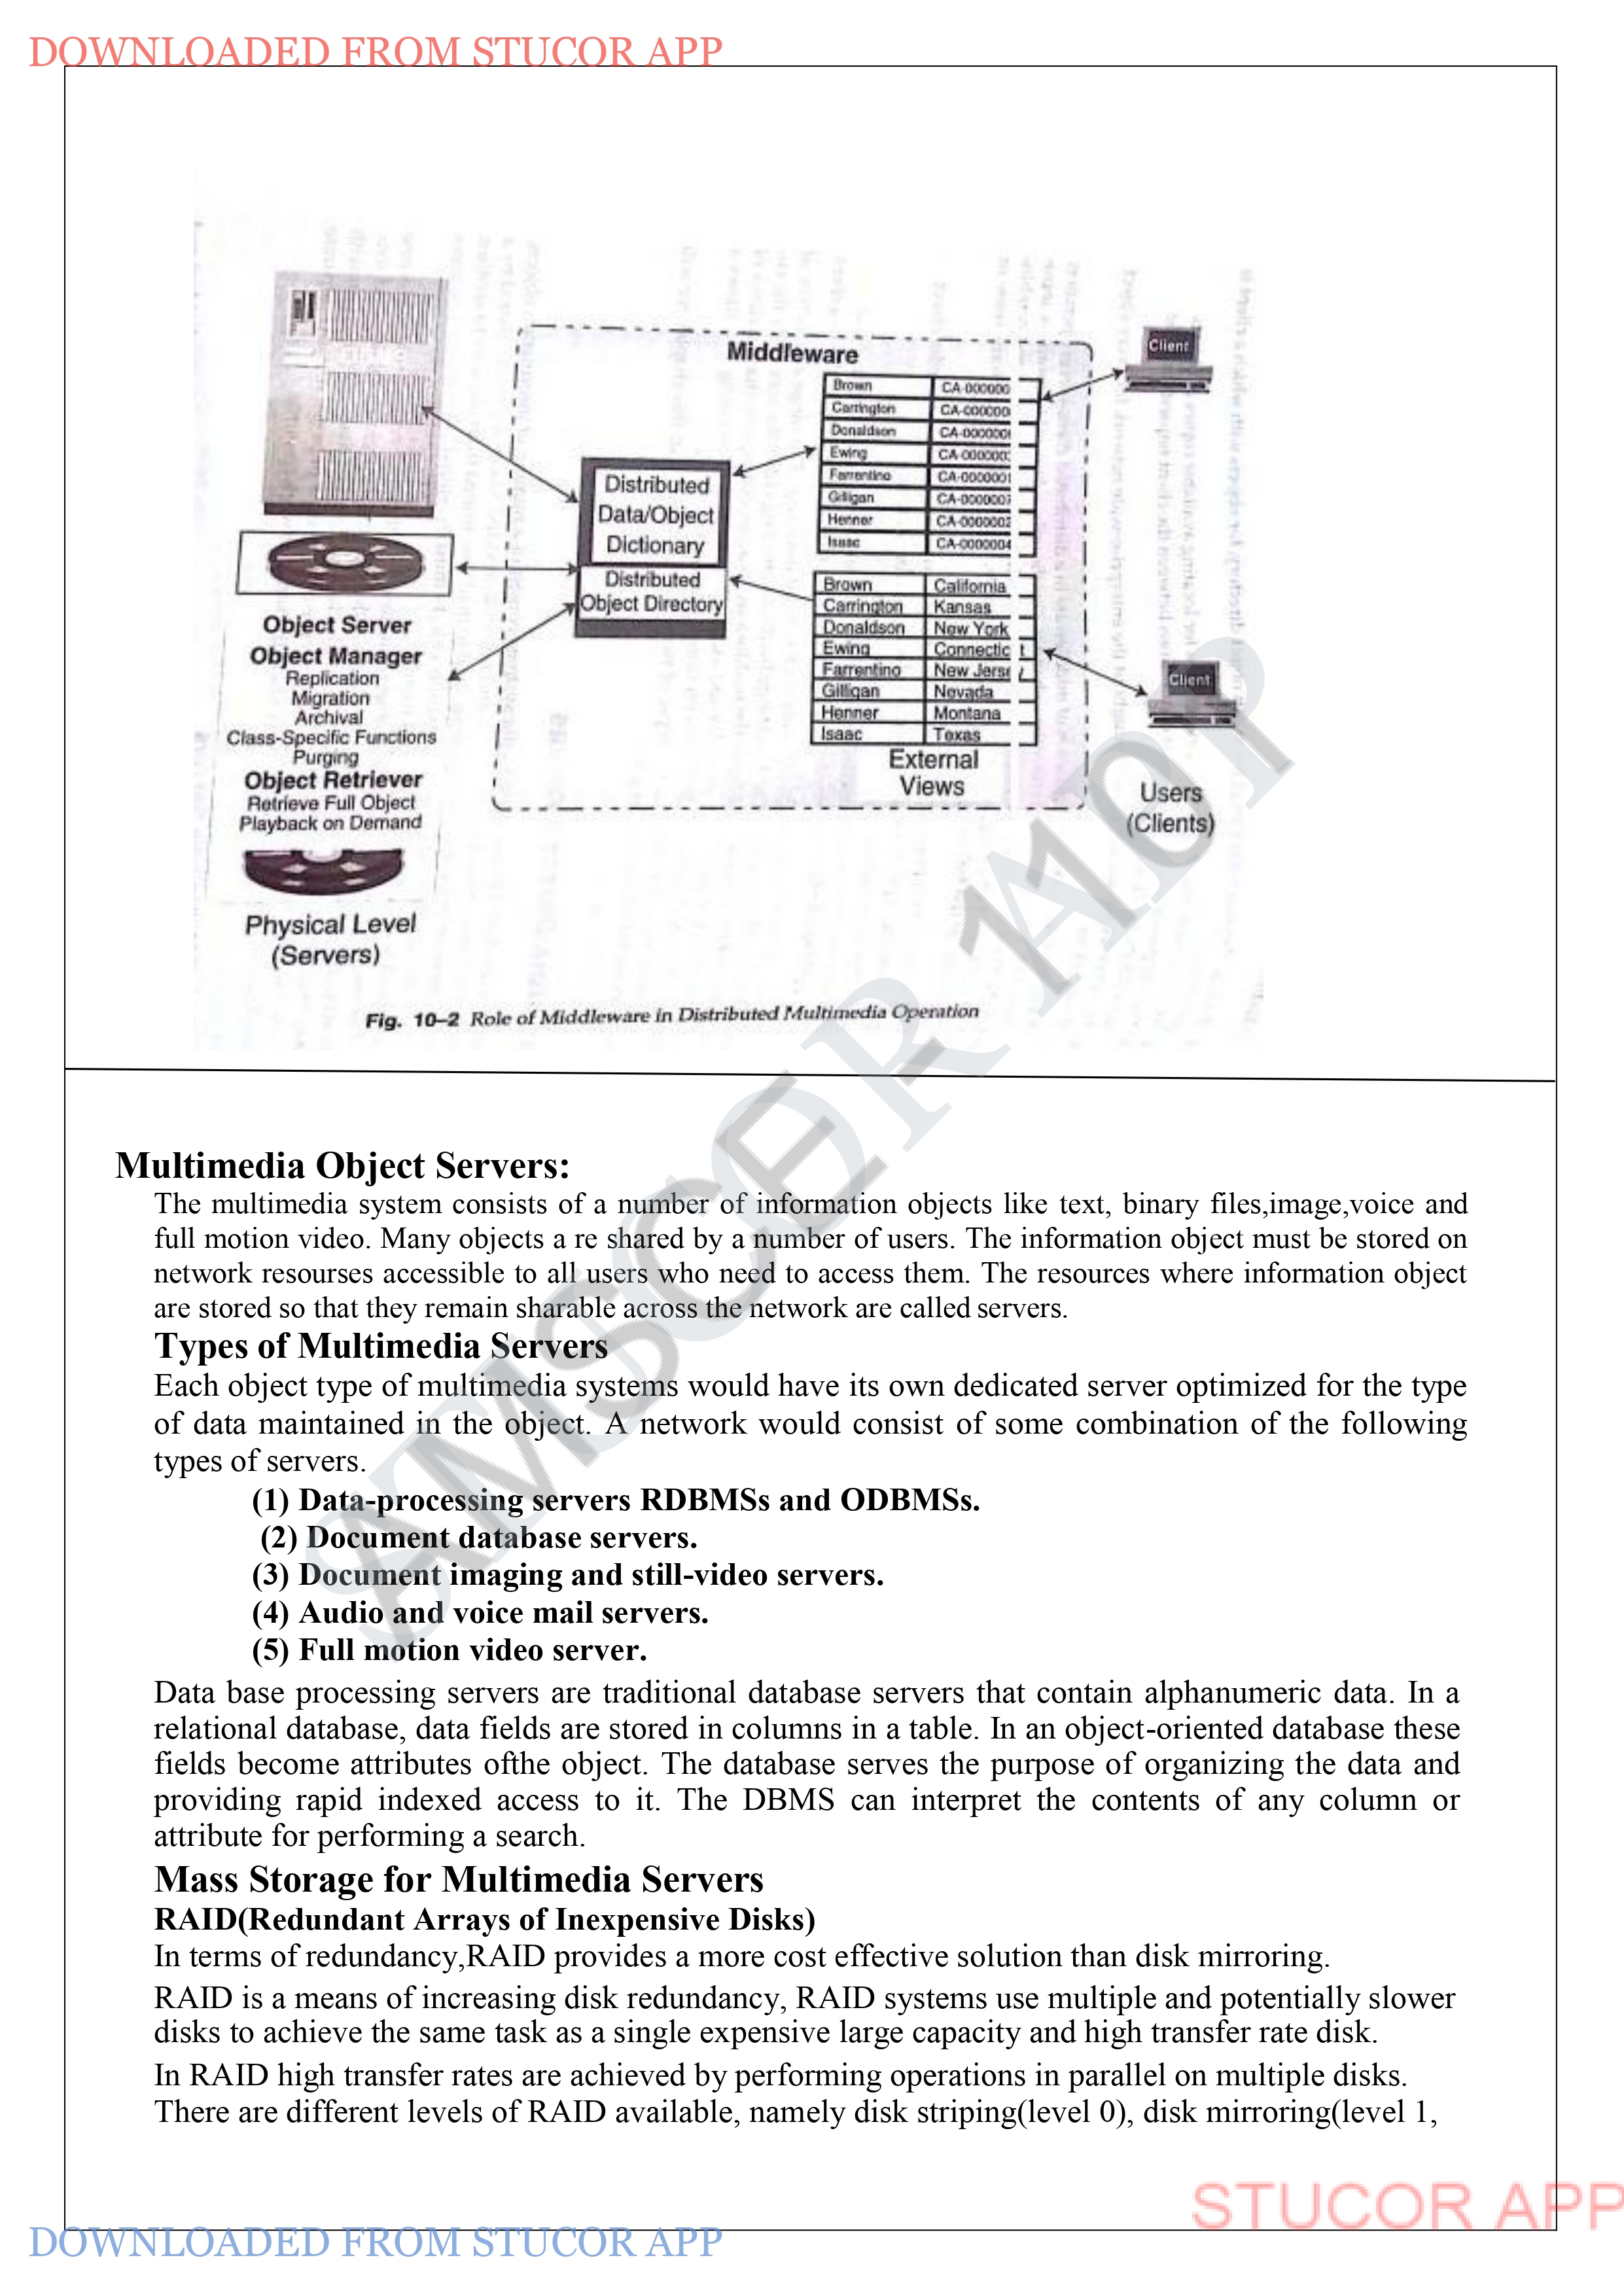 DOWNLOADED FROM STUCOR APP
Middleware
Client
Brown CA-000000
Carrington CA-000000
Donaldson CA-000000
Ewing CA-000000
Farrentino CA-0000001
Gilligan CA-000000
Henner CA-0000002
Isaac CA-0000004
Distributed
Data/Object
Dictionary
Distributed
Object Directory
Brown California
Carrington Kansas
Donaldson New York
Ewing Connectic t
Farrentino New Jerse
Gilligan Nevada
Henner Montana
Isaac Texas
External
Views
Client
Users
(Clients)
Object Server
Object Manager
Replication
Migration
Archival
Class-Specific Functions
Purging
Object Retriever
Retrieve Full Object
Playback on Demand
Physical Level
(Servers)
Fig. 10–2 Role of Middleware in Distributed Multimedia Operation
Multimedia Object Servers:
The multimedia system consists of a number of information objects like text, binary files,image,voice and
full motion video. Many objects a re shared by a number of users. The information object must be stored on
network resourses accessible to all users who need to access them. The resources where information object
are stored so that they remain sharable across the network are called servers.
Types of Multimedia Servers
Each object type of multimedia systems would have its own dedicated server optimized for the type
of data maintained in the object. A network would consist of some combination of the following
types of servers.
(1) Data-processing servers RDBMSs and ODBMSs.
(2) Document database servers.
(3) Document imaging and still-video servers.
(4) Audio and voice mail servers.
(5) Full motion video server.
Data base processing servers are traditional database servers that contain alphanumeric data. In a
relational database, data fields are stored in columns in a table. In an object-oriented database these
fields become attributes ofthe object. The database serves the purpose of organizing the data and
providing rapid indexed access to it. The DBMS can interpret the contents of any column or
attribute for performing a search.
Mass Storage for Multimedia Servers
RAID(Redundant Arrays of Inexpensive Disks)
In terms of redundancy,RAID provides a more cost effective solution than disk mirroring.
RAID is a means of increasing disk redundancy, RAID systems use multiple and potentially slower
disks to achieve the same task as a single expensive large capacity and high transfer rate disk.
In RAID high transfer rates are achieved by performing operations in parallel on multiple disks.
There are different levels of RAID available, namely disk striping(level 0), disk mirroring(level 1,
STUCOR APP
AMSCE 1101
STUCOR APP
DOWNLOADED FROM STUCOR APP